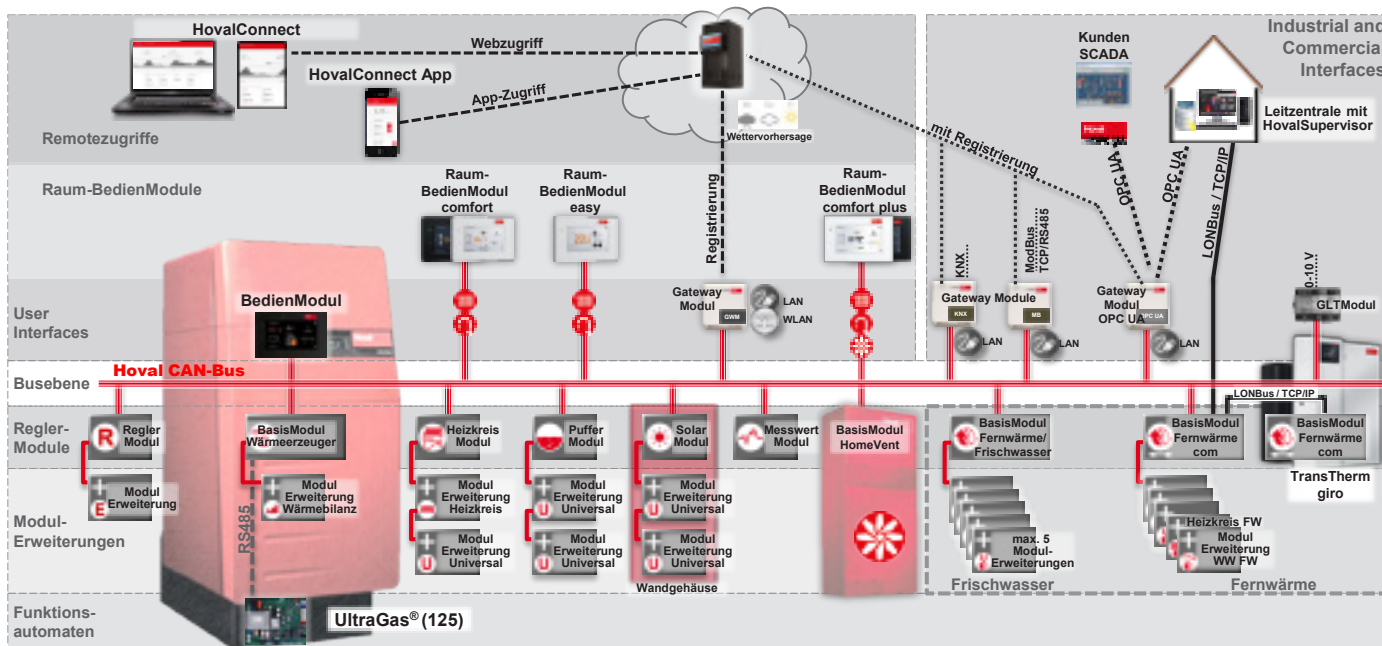 HovalConnect
Webzugriff
HovalConnect App
App-Zugriff
Wettervorhersage
Remotezugriffe
Industrial and
Commercial
Interfaces
Kunden
SCADA
Leitzentrale mit
HovalSupervisor
mit Registrierung
OPC UA
OPC UA
LONBus / TCP/IP
Raum-BedienModule
Raum-
BedienModul
comfort
Raum-
BedienModul
easy
Registrierung
Raum-
BedienModul
comfort plus
KNX
ModBus
TCP/RS485
0-10 V
User
Interfaces
BedienModul
Gateway
Modul
GWM
LAN
WLAN
Gateway Module
KNX
LAN
MB
LAN
Gateway
Modul
OPC UA
OPC UA
LAN
GLTModul
Busebene
Hoval CAN-Bus
LONBus / TCP/IP
Regler-
Module
R
Regler
Modul
BasisModul
Wärmeerzeuger
Heizkreis
Modul
Puffer
Modul
Solar
Modul
Messwert
Modul
BasisModul
HomeVent
BasisModul
Fernwärme/
Frischwasser
BasisModul
Fernwärme
com
BasisModul
Fernwärme
com
TransTherm
giro
Modul-
Erweiterungen
E
Modul
Erweiterung
RS485
Modul
Erweiterung
Wärmebilanz
Modul
Erweiterung
Heizkreis
U
Modul
Erweiterung
Universal
U
Modul
Erweiterung
Universal
U
Modul
Erweiterung
Universal
U
Modul
Erweiterung
Universal
U
Modul
Erweiterung
Universal
Wandgehäuse
max. 5
Modul-
Erweiterungen
Frischwasser
Heizkreis FW
Modul
Erweiterung
WW FW
Fernwärme
Funktions-
automaten
UltraGas® (125)